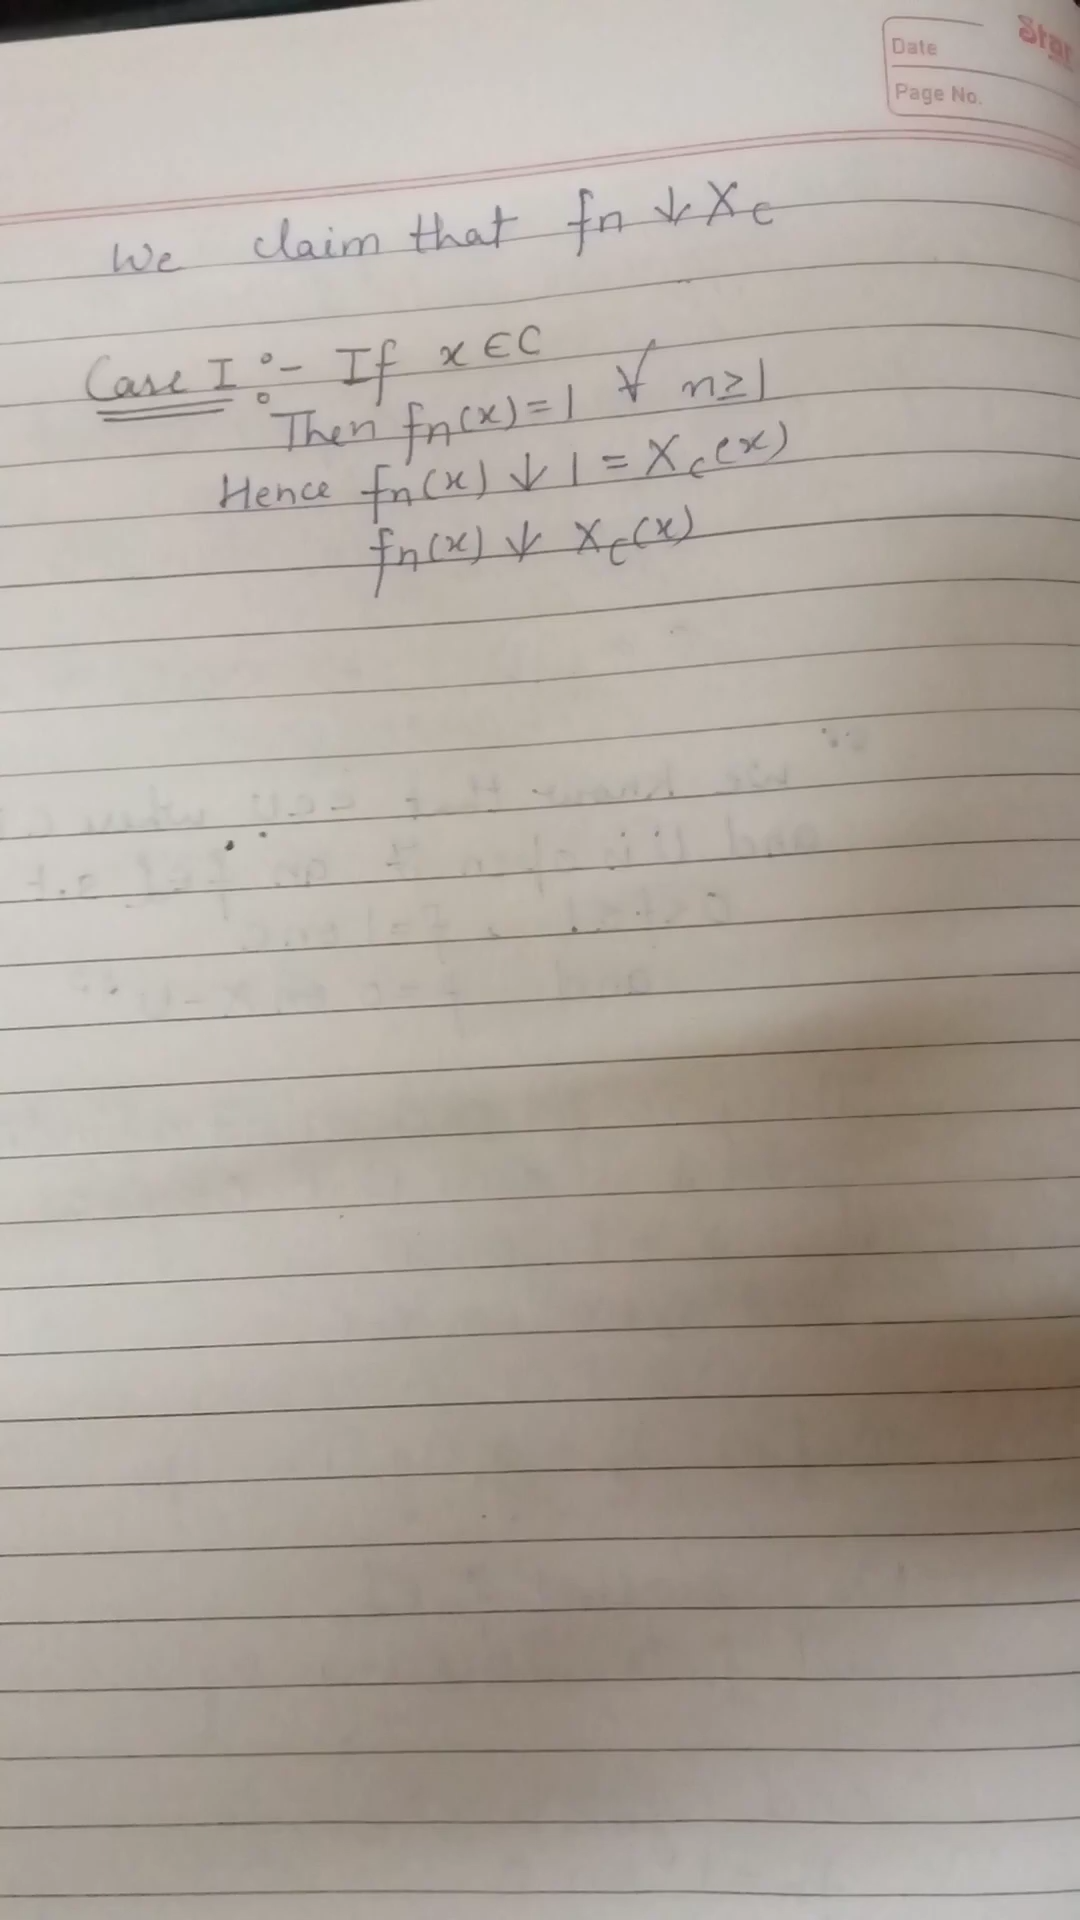 Date
Star
Page No.
We claim that fn ↓ χc
Case I :- If x ∈ C
Then fn(x) = 1 ∀ n ≥ 1
Hence fn(x) ↓ 1 = χc(x)
fn(x) ↓ χc(x)